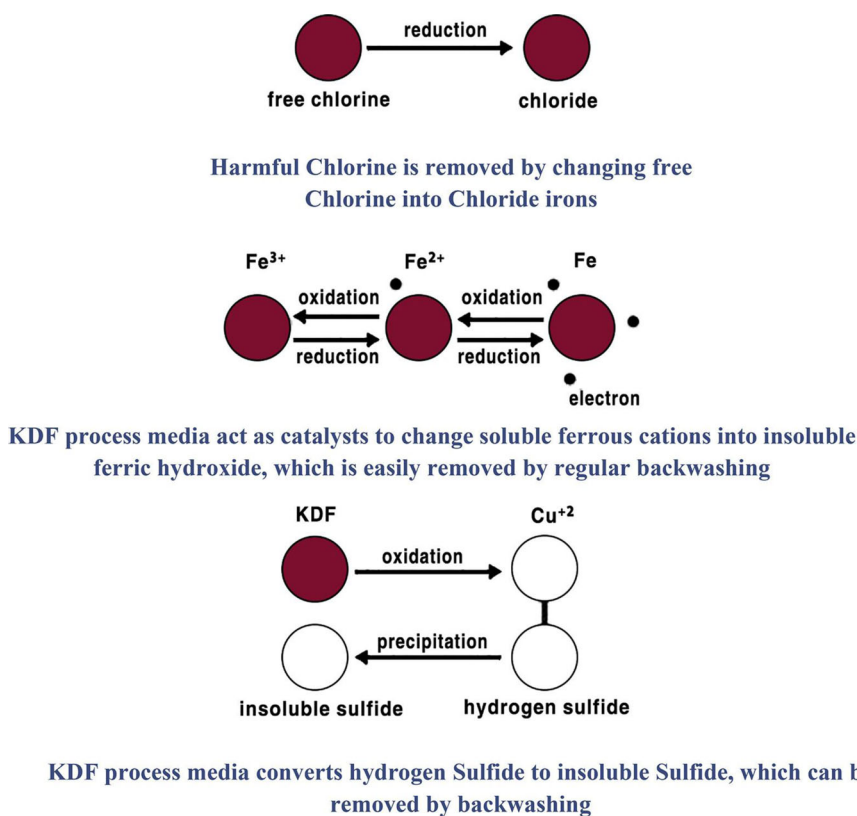 reduction
free chlorine chloride
Harmful Chlorine is removed by changing free
Chlorine into Chloride irons
Fe³⁺ Fe²⁺ Fe
oxidation oxidation
reduction reduction
electron
KDF process media act as catalysts to change soluble ferrous cations into insoluble
ferric hydroxide, which is easily removed by regular backwashing
KDF Cu⁺²
oxidation
precipitation
insoluble sulfide hydrogen sulfide
KDF process media converts hydrogen Sulfide to insoluble Sulfide, which can
removed by backwashing